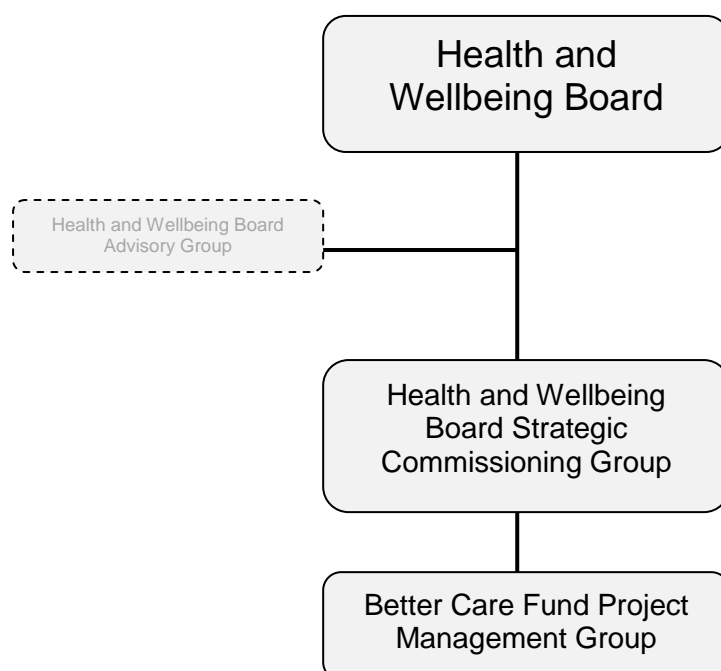 Health and
Wellbeing Board
Health and Wellbeing Board
Advisory Group
Health and Wellbeing
Board Strategic
Commissioning Group
Better Care Fund Project
Management Group